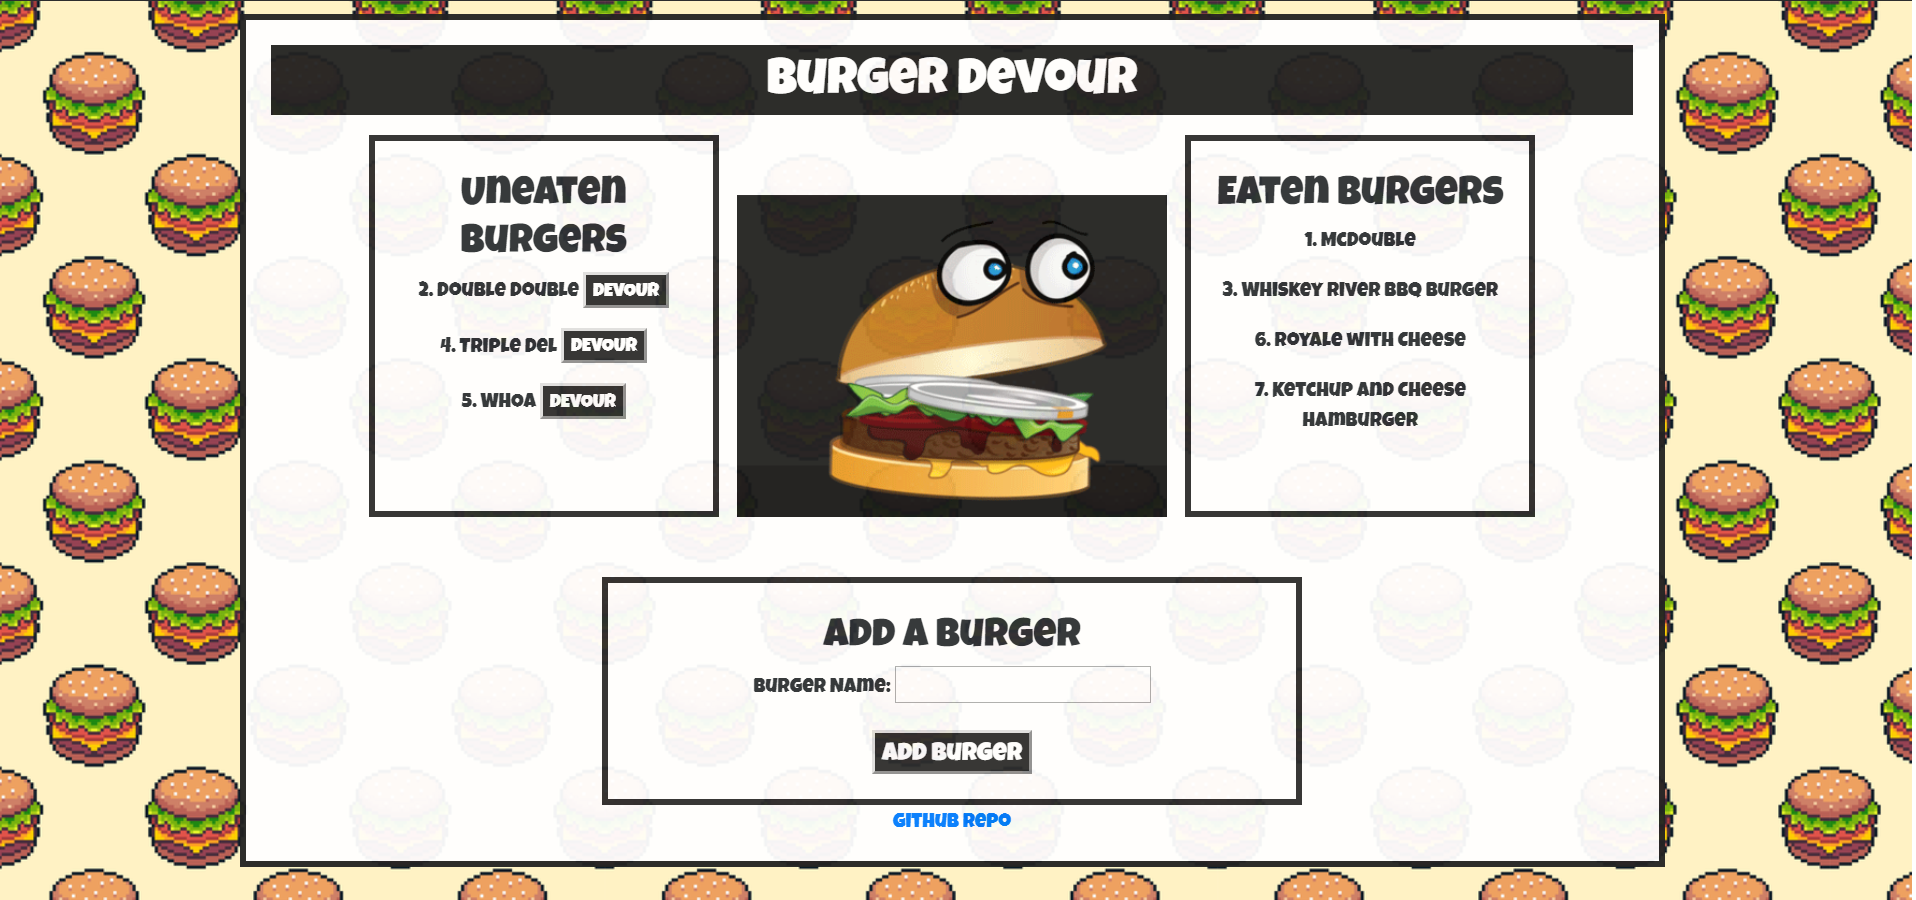 Burger Devour
Uneaten
Burgers
2. Double Double DEVOUR
4. Triple Del DEVOUR
5. Whoa DEVOUR
Eaten Burgers
1. McDouble
3. Whiskey River BBQ Burger
6. Royale With Cheese
7. Ketchup and Cheese
Hamburger
Add a Burger
Burger Name:
Add Burger
GitHub Repo